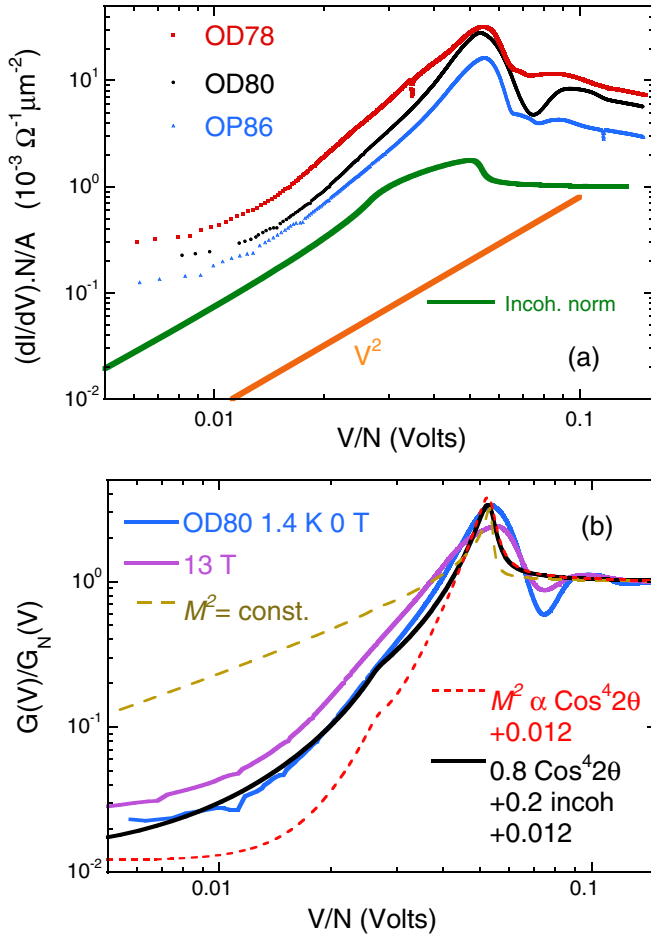 OD78
OD80
OP86
(dI/dV).N/A (10⁻³ Ω⁻¹μm⁻²)
10¹
10⁰
10⁻¹
10⁻²
Incoh. norm
V²
(a)
0.01
0.1
V/N (Volts)
(b)
OD80 1.4 K 0 T
13 T
M²= const.
G(V)/G_N(V)
10⁰
10⁻¹
10⁻²
M² α Cos⁴2θ
+0.012
0.8 Cos⁴2θ
+0.2 incoh
+0.012
0.01
0.1
V/N (Volts)